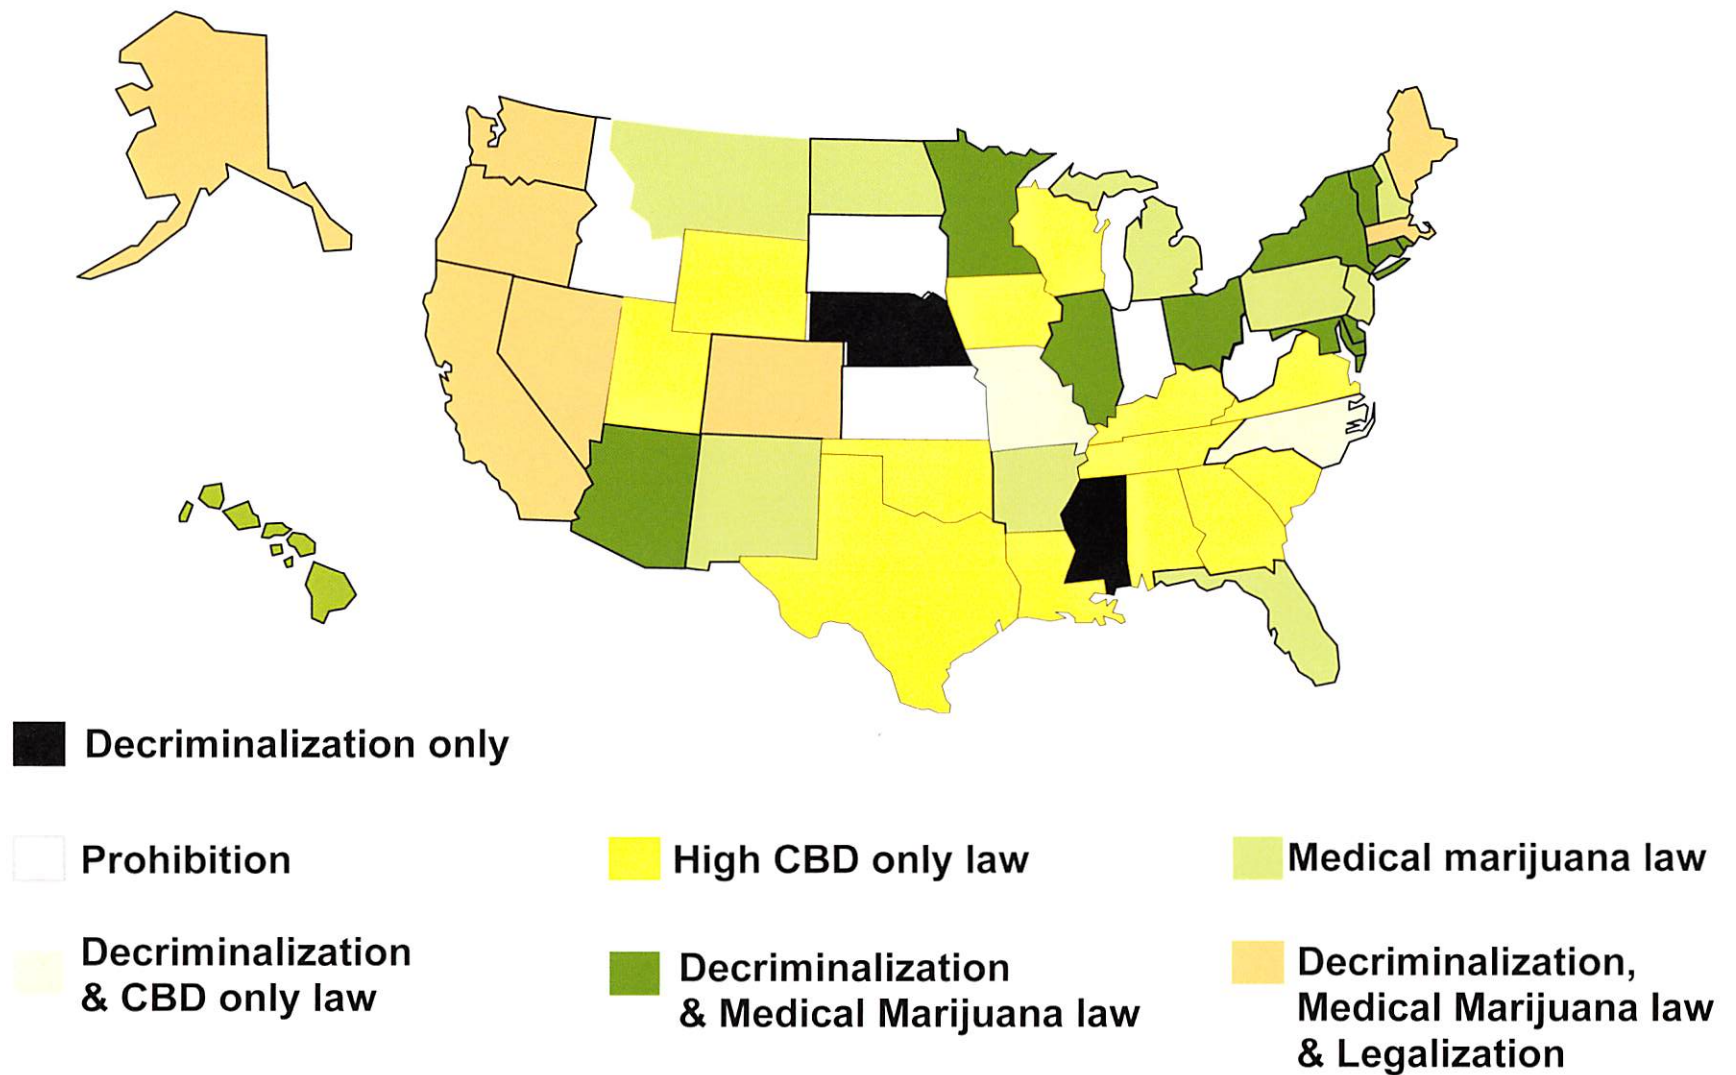 Decriminalization only
Prohibition
High CBD only law
Medical marijuana law
Decriminalization
& CBD only law
Decriminalization
& Medical Marijuana law
Decriminalization,
Medical Marijuana law
& Legalization